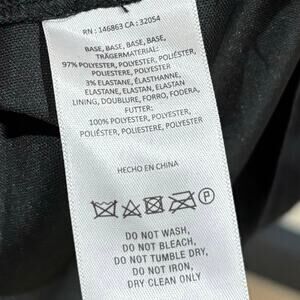 RN : 146863 CA : 32054
BASE, BASE, BASE, BASE,
TRÄGERMATERIAL:
97% POLYESTER, POLYESTER, POLIÉSTER,
POLIESTERE, POLYESTER
3% ELASTANE, ÉLASTHANNE,
ELASTANO, ELASTAN, ELASTAN
LINING, DOUBLURE, FORRO, FODERA,
FUTTER:
100% POLYESTER, POLYESTER,
POLIÉSTER, POLIESTERE, POLYESTER
HECHO EN CHINA
P
DO NOT WASH,
DO NOT BLEACH,
DO NOT TUMBLE DRY,
DO NOT IRON,
DRY CLEAN ONLY